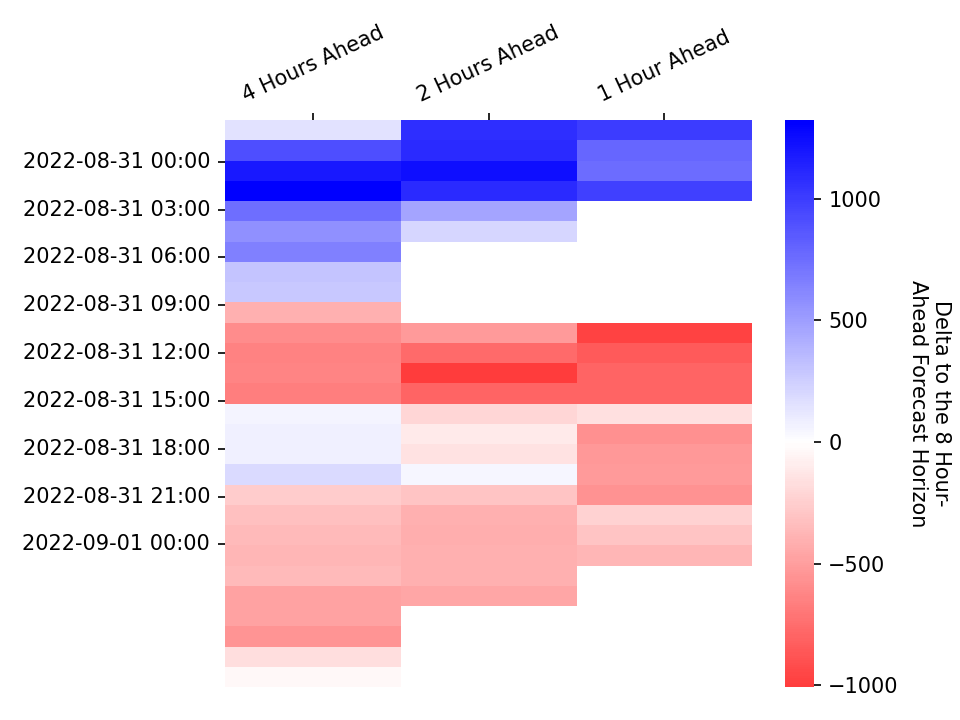 4 Hours Ahead
2 Hours Ahead
1 Hour Ahead
2022-08-31 00:00
2022-08-31 03:00
2022-08-31 06:00
2022-08-31 09:00
2022-08-31 12:00
2022-08-31 15:00
2022-08-31 18:00
2022-08-31 21:00
2022-09-01 00:00
1000
500
0
−500
−1000
Delta to the 8 Hour-
Ahead Forecast Horizon